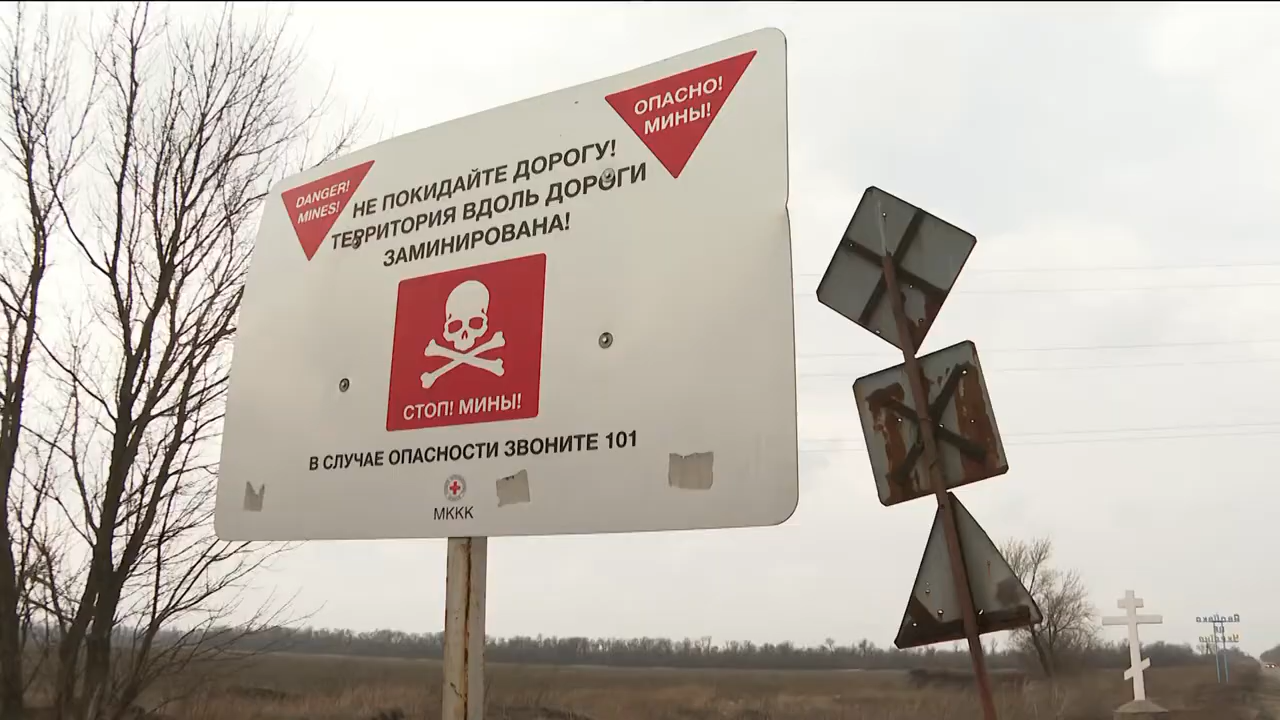 DANGER!
MINES!
ОПАСНО!
МИНЫ!
НЕ ПОКИДАЙТЕ ДОРОГУ!
ТЕРРИТОРИЯ ВДОЛЬ ДОРОГИ
ЗАМИНИРОВАНА!
СТОП! МИНЫ!
В СЛУЧАЕ ОПАСНОСТИ ЗВОНИТЕ 101
МККК